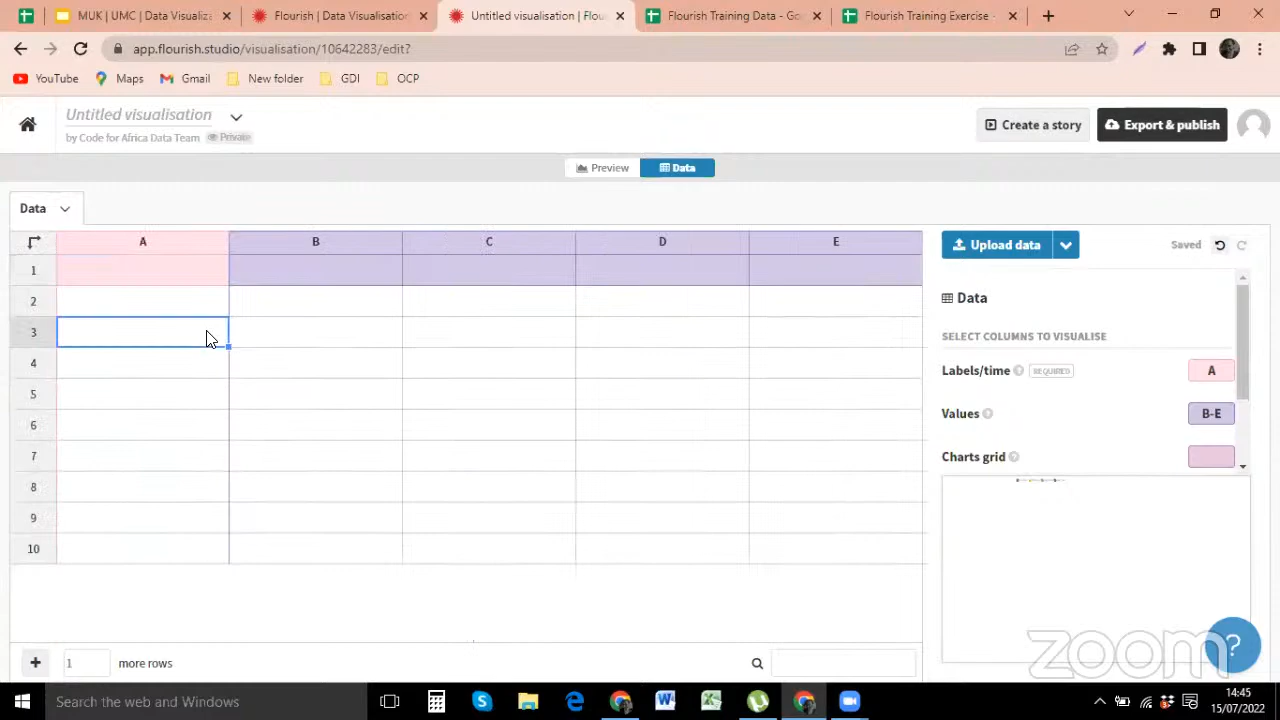 MUK | UMC | Data Visualiz
Flourish | Data Visualisation
Untitled visualisation | Flou
Flourish Training Data - Go
Flourish Training Exercise -
app.flourish.studio/visualisation/10642283/edit?
YouTube
Maps
Gmail
New folder
GDI
OCP
Untitled visualisation
by Code for Africa Data Team
Private
Create a story
Export & publish
Preview
Data
Data
A
B
C
D
E
1
2
3
4
5
6
7
8
9
10
Upload data
Saved
Data
SELECT COLUMNS TO VISUALISE
Labels/time
REQUIRED
A
Values
B-E
Charts grid
zoom
?
1
more rows
Search the web and Windows
14:45
15/07/2022